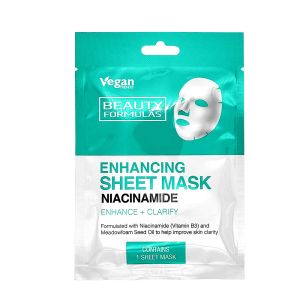 Vegan
BEAUTY
FORMULAS
ENHANCING
SHEET MASK
NIACINAMIDE
ENHANCE + CLARIFY
Formulated with Niacinamide (Vitamin B3) and
Meadowfoam Seed Oil to help improve skin clarity
CONTAINS
1 SHEET MASK